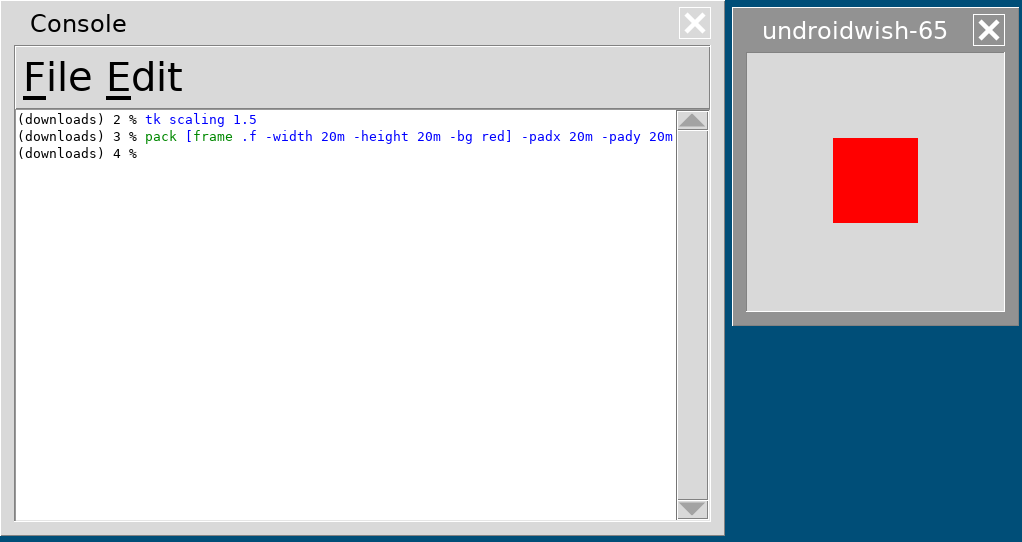 Console
File Edit
(downloads) 2 % tk scaling 1.5
(downloads) 3 % pack [frame .f -width 20m -height 20m -bg red] -padx 20m -pady 20m
(downloads) 4 %
undroidwish-65